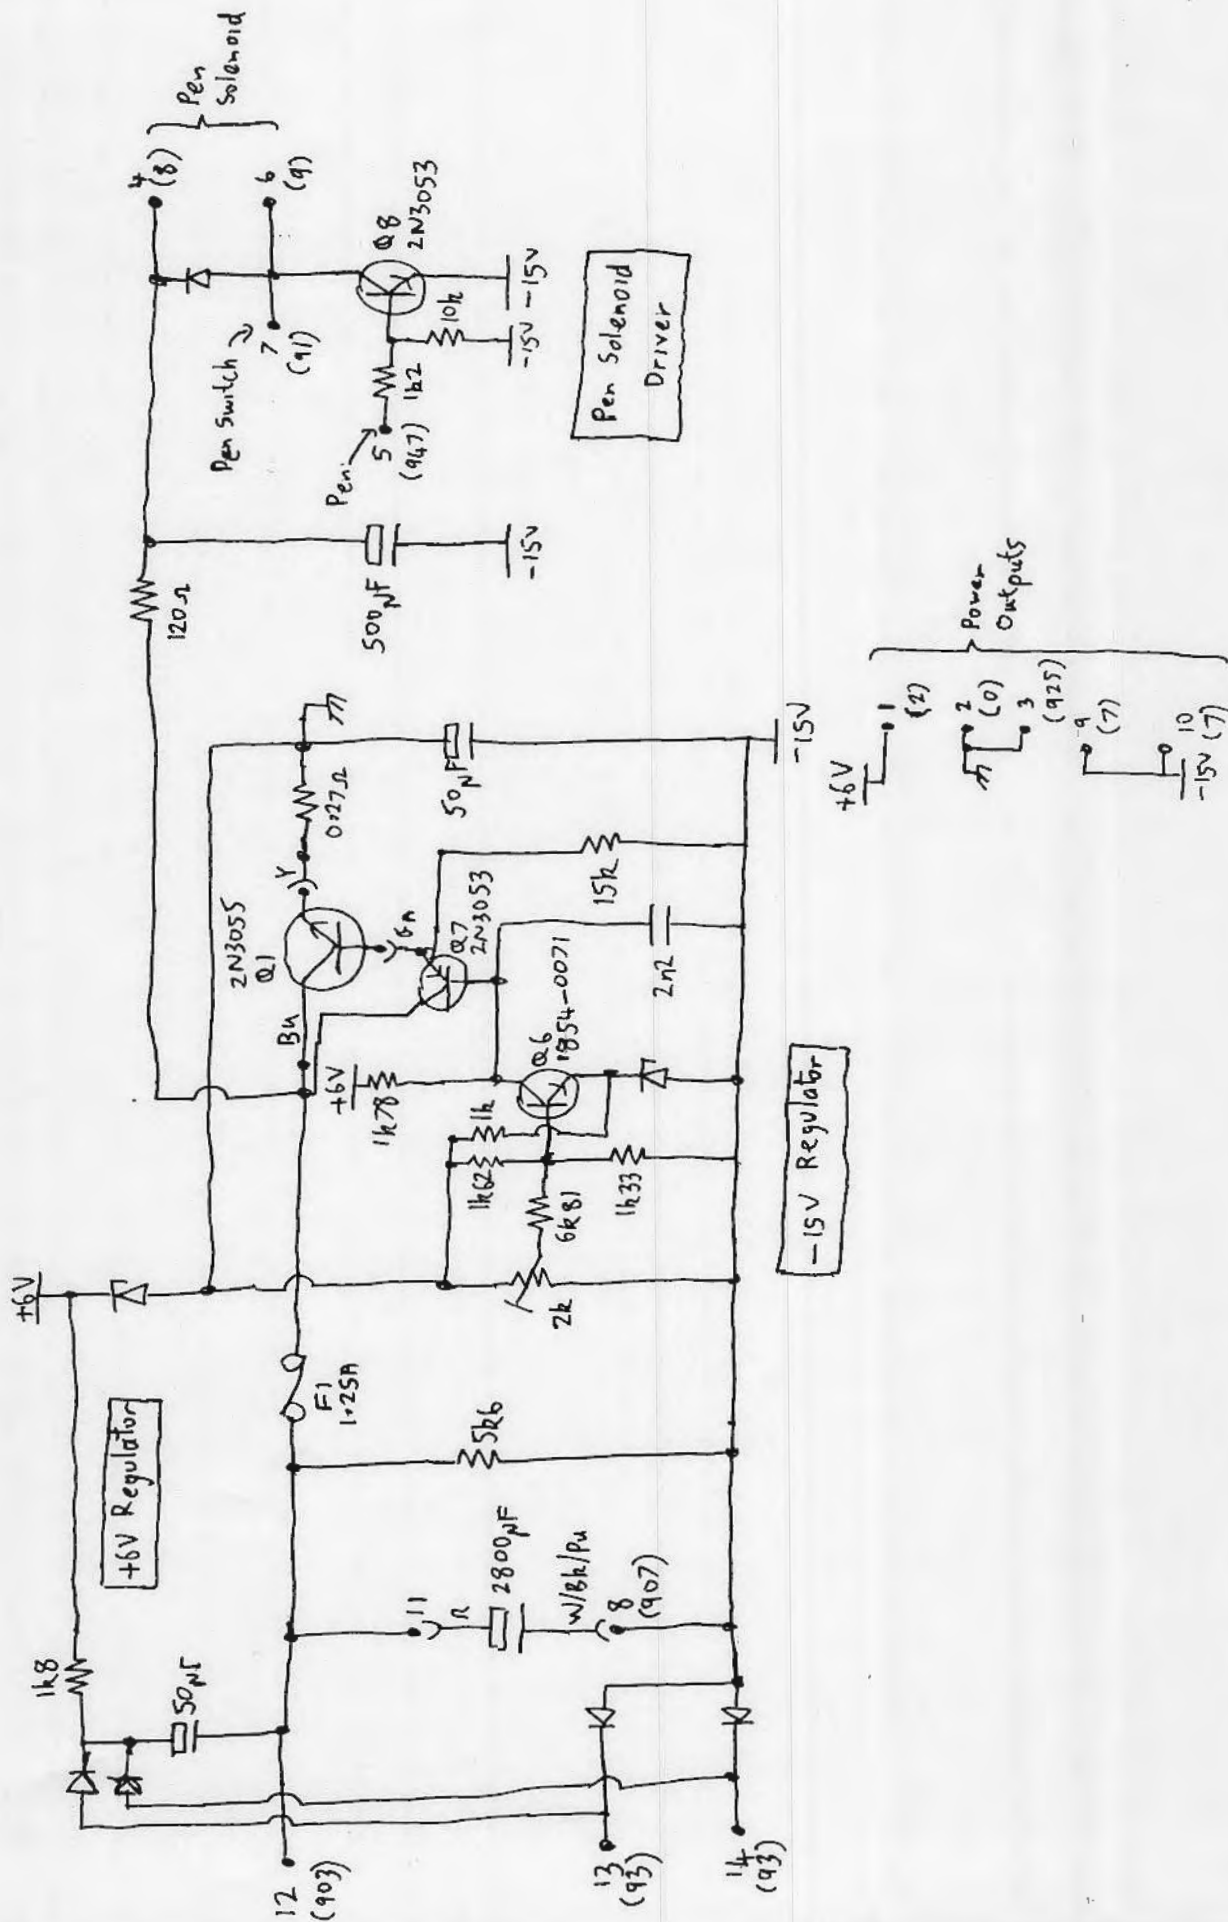 +6V
+6V Regulator
1k8
50µF
12
(903)
13
(93)
14
(93)
11
R
2800µF
W/Bk/Pu
8
(907)
5k6
F1
1.25A
2k
6k81
1k62
1k
1k33
+6V
1k78
Bu
2N3055
Q1
Y
0.27Ω
Gn
Q7
2N3053
Q6
1854-0071
2n2
15k
50µF
-15V
-15V Regulator
120Ω
500µF
-15V
Pen Switch
7
(91)
Pen
5
(947)
1k2
10k
-15V
-15V
Q8
2N3053
4
(8)
6
(9)
Pen
Solenoid
Pen Solenoid
Driver
+6V
1
(2)
2
(0)
3
(925)
9
(7)
10
(7)
-15V
Power
Outputs